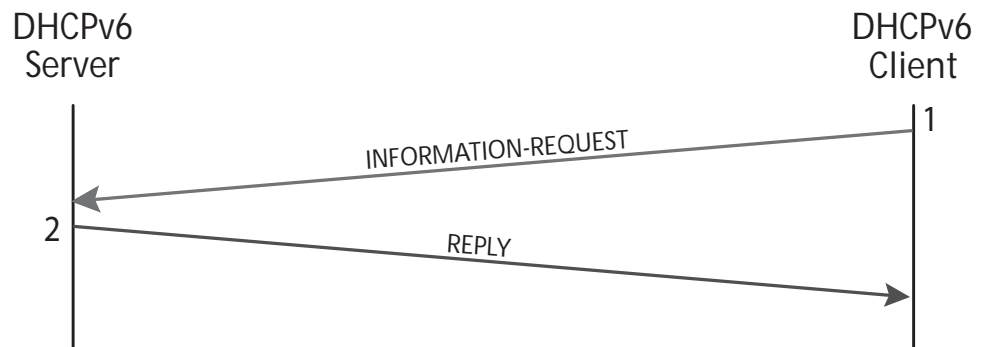 DHCPv6
Server
DHCPv6
Client
1
INFORMATION-REQUEST
2
REPLY